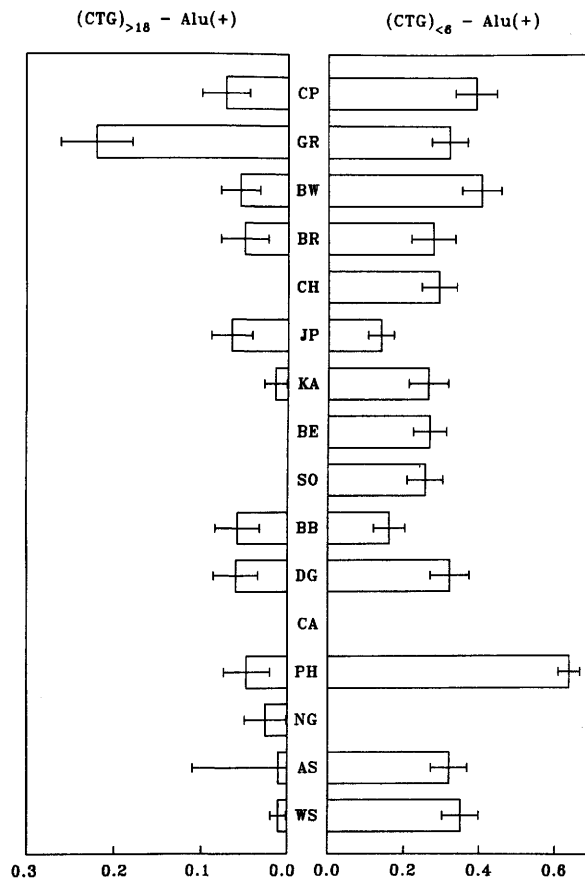 (CTG)>18 - Alu(+) (CTG)<6 - Alu(+)
CP
GR
BW
BR
CH
JP
KA
BE
SO
BB
DG
CA
PH
NG
AS
WS
0.3 0.2 0.1 0.0 0.0 0.2 0.4 0.6